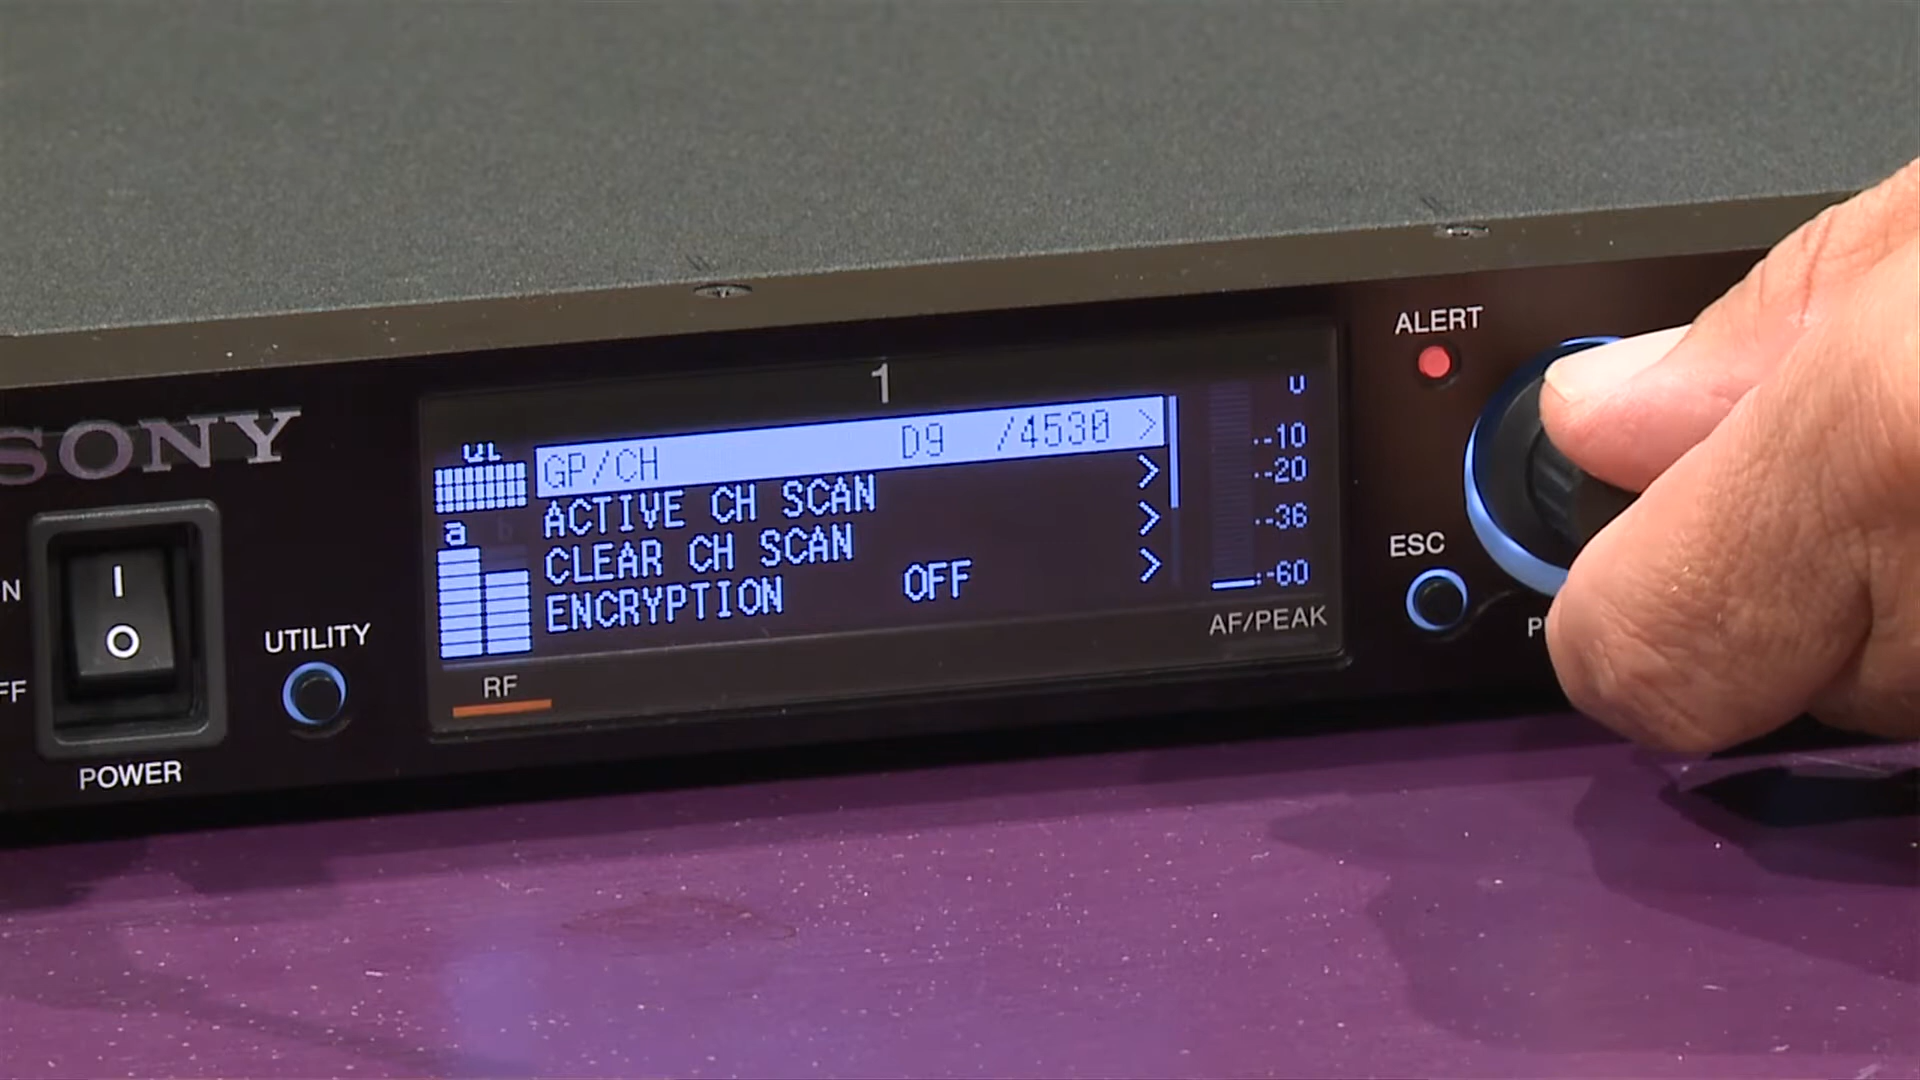 SONY
POWER
UTILITY
1
QL
a b
RF
GP/CH D9 /4530 >
ACTIVE CH SCAN >
CLEAR CH SCAN >
ENCRYPTION OFF >
-10
-20
-36
-60
AF/PEAK
ALERT
ESC